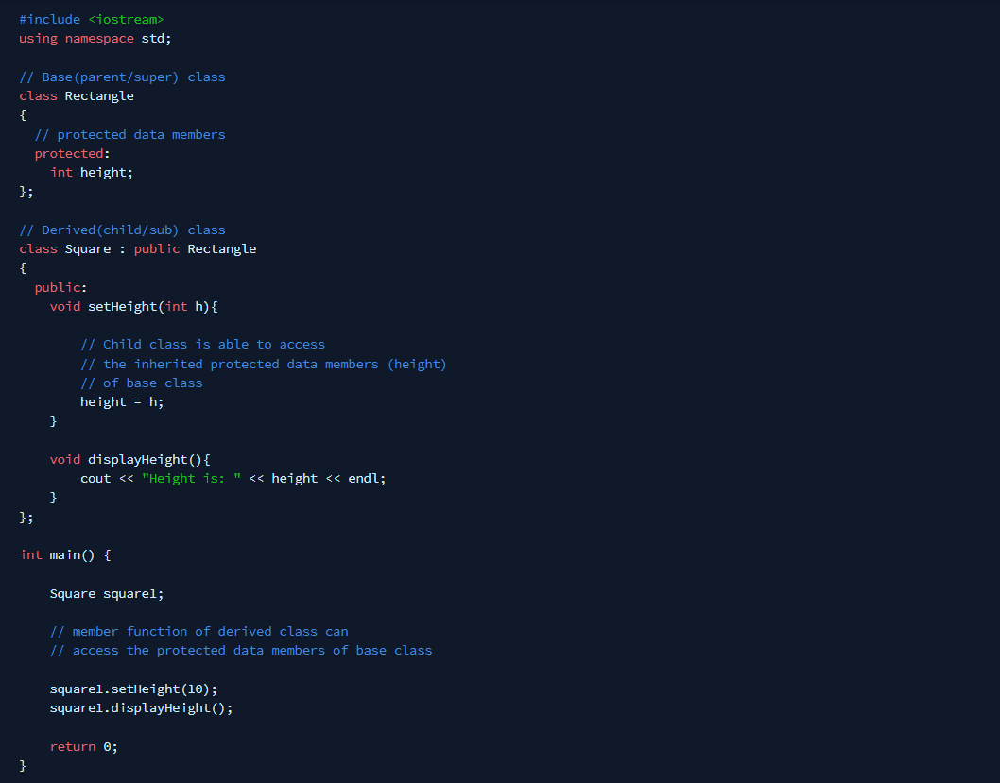 #include <iostream>
using namespace std;

// Base(parent/super) class
class Rectangle
{
  // protected data members
  protected:
    int height;
};

// Derived(child/sub) class
class Square : public Rectangle
{
  public:
    void setHeight(int h){

        // Child class is able to access
        // the inherited protected data members (height)
        // of base class
        height = h;
    }

    void displayHeight(){
        cout << "Height is: " << height << endl;
    }
};

int main() {

    Square square1;

    // member function of derived class can
    // access the protected data members of base class

    square1.setHeight(10);
    square1.displayHeight();

    return 0;
}